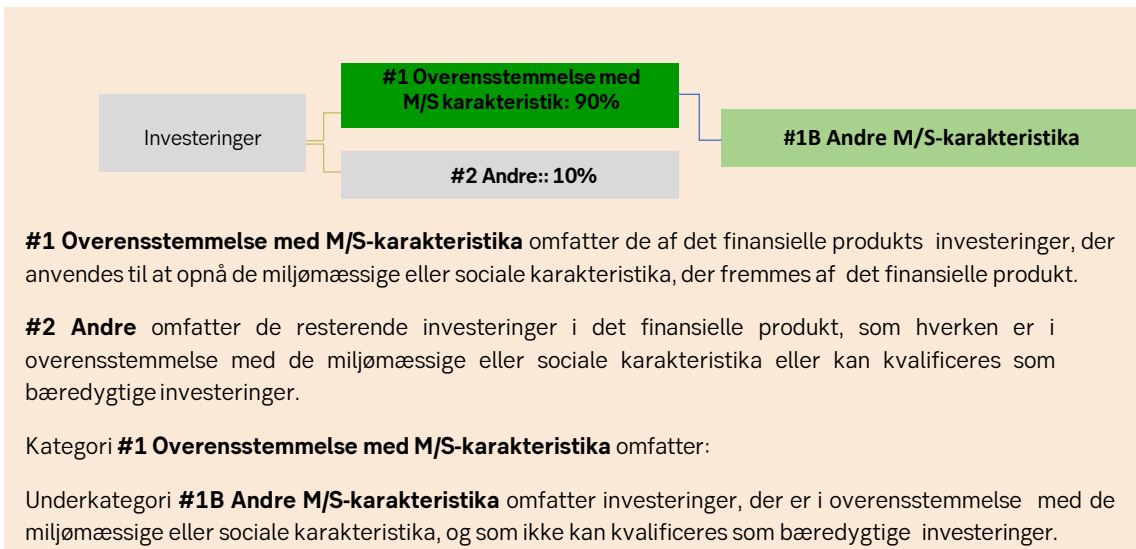 #1 Overensstemmelse med
M/S karakteristik: 90%
Investeringer
#1B Andre M/S-karakteristika
#2 Andre:: 10%
#1 Overensstemmelse med M/S-karakteristika omfatter de af det finansielle produkts investeringer, der
anvendes til at opnå de miljømæssige eller sociale karakteristika, der fremmes af det finansielle produkt.
#2 Andre omfatter de resterende investeringer i det finansielle produkt, som hverken er i
overensstemmelse med de miljømæssige eller sociale karakteristika eller kan kvalificeres som
bæredygtige investeringer.
Kategori #1 Overensstemmelse med M/S-karakteristika omfatter:
Underkategori #1B Andre M/S-karakteristika omfatter investeringer, der er i overensstemmelse med de
miljømæssige eller sociale karakteristika, og som ikke kan kvalificeres som bæredygtige investeringer.